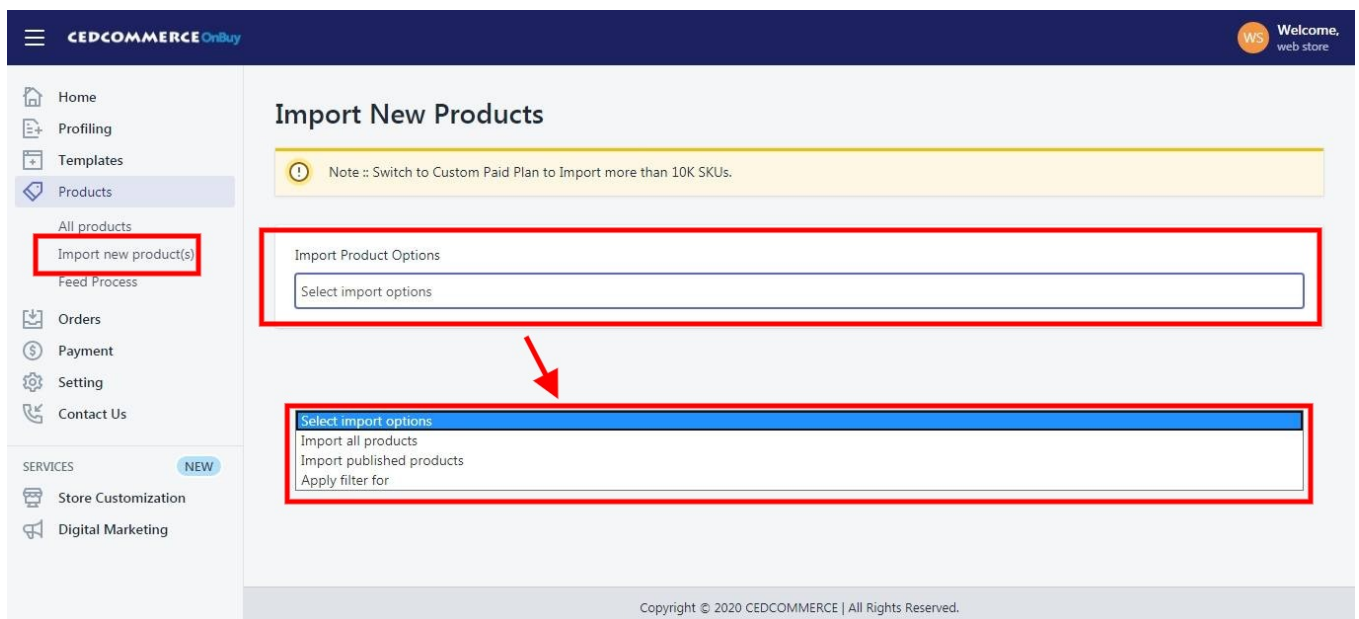 CEDCOMMERCE OnBuy
WS
Welcome,
web store
Home
Profiling
Templates
Products
All products
Import new product(s)
Feed Process
Orders
Payment
Setting
Contact Us
SERVICES NEW
Store Customization
Digital Marketing
Import New Products
Note :: Switch to Custom Paid Plan to Import more than 10K SKUs.
Import Product Options
Select import options
Select import options
Import all products
Import published products
Apply filter for
Copyright © 2020 CEDCOMMERCE | All Rights Reserved.